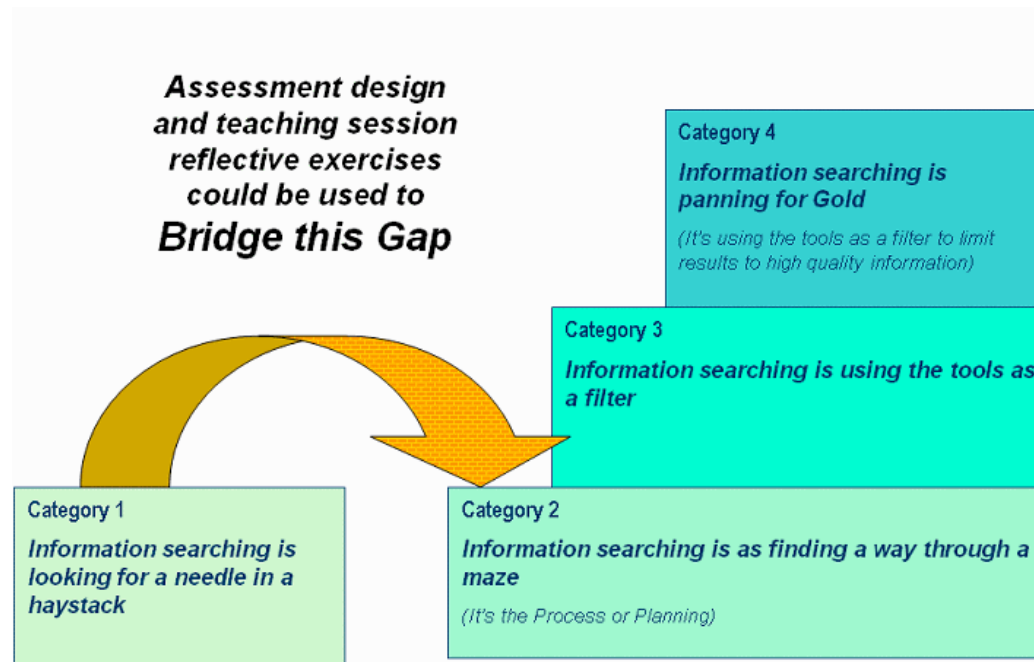 Assessment design
and teaching session
reflective exercises
could be used to
Bridge this Gap
Category 4
Information searching is
panning for Gold
(It's using the tools as a filter to limit
results to high quality information)
Category 3
Information searching is using the tools as
a filter
Category 1
Information searching is
looking for a needle in a
haystack
Category 2
Information searching is as finding a way through a
maze
(It's the Process or Planning)